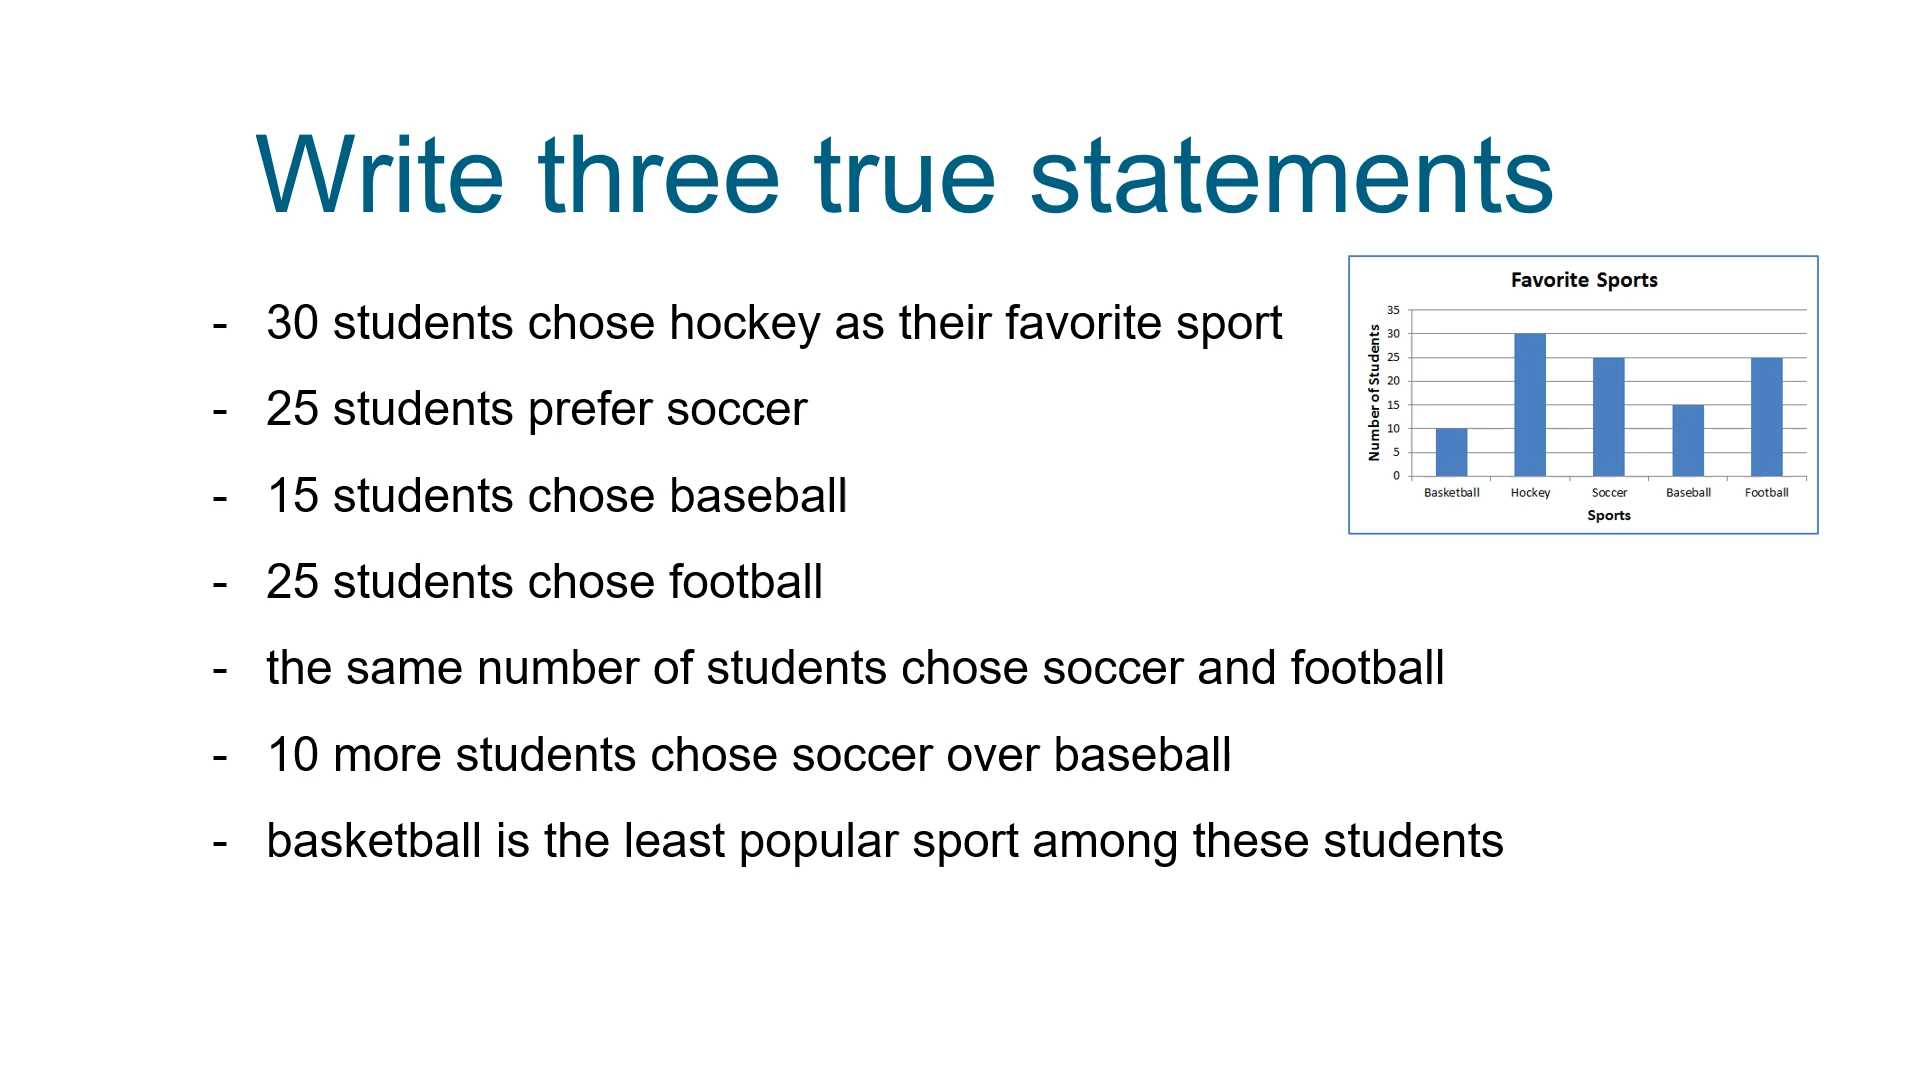 Write three true statements
- 30 students chose hockey as their favorite sport
- 25 students prefer soccer
- 15 students chose baseball
- 25 students chose football
- the same number of students chose soccer and football
- 10 more students chose soccer over baseball
- basketball is the least popular sport among these students
Favorite Sports
Number of Students
35
30
25
20
15
10
5
0
Basketball Hockey Soccer Baseball Football
Sports